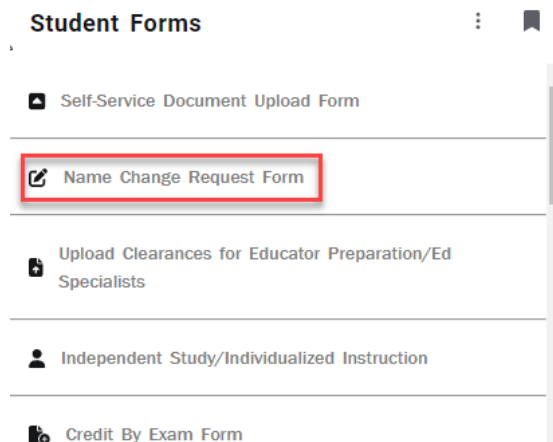 Student Forms
Self-Service Document Upload Form
Name Change Request Form
Upload Clearances for Educator Preparation/Ed
Specialists
Independent Study/Individualized Instruction
Credit By Exam Form